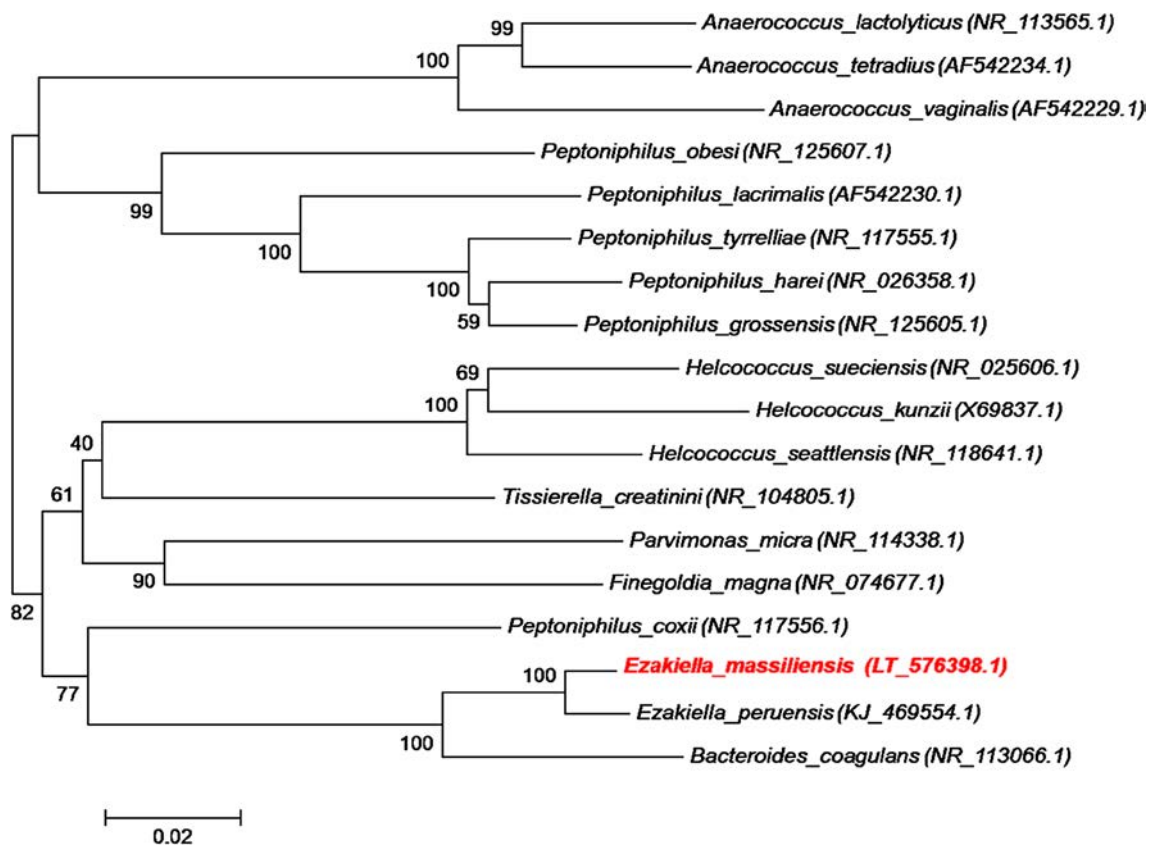 99
Anaerococcus_lactolyticus (NR_113565.1)
100
Anaerococcus_tetradius (AF542234.1)
Anaerococcus_vaginalis (AF542229.1)
Peptoniphilus_obesi (NR_125607.1)
99
Peptoniphilus_lacrimalis (AF542230.1)
100
Peptoniphilus_tyrrelliae (NR_117555.1)
100
Peptoniphilus_harei (NR_026358.1)
59
Peptoniphilus_grossensis (NR_125605.1)
69
Helcococcus_sueciensis (NR_025606.1)
100
Helcococcus_kunzii (X69837.1)
40
Helcococcus_seattlensis (NR_118641.1)
61
Tissierella_creatinini (NR_104805.1)
Parvimonas_micra (NR_114338.1)
90
Finegoldia_magna (NR_074677.1)
82
Peptoniphilus_coxii (NR_117556.1)
77
100
Ezakiella_massiliensis (LT_576398.1)
Ezakiella_peruensis (KJ_469554.1)
100
Bacteroides_coagulans (NR_113066.1)
0.02